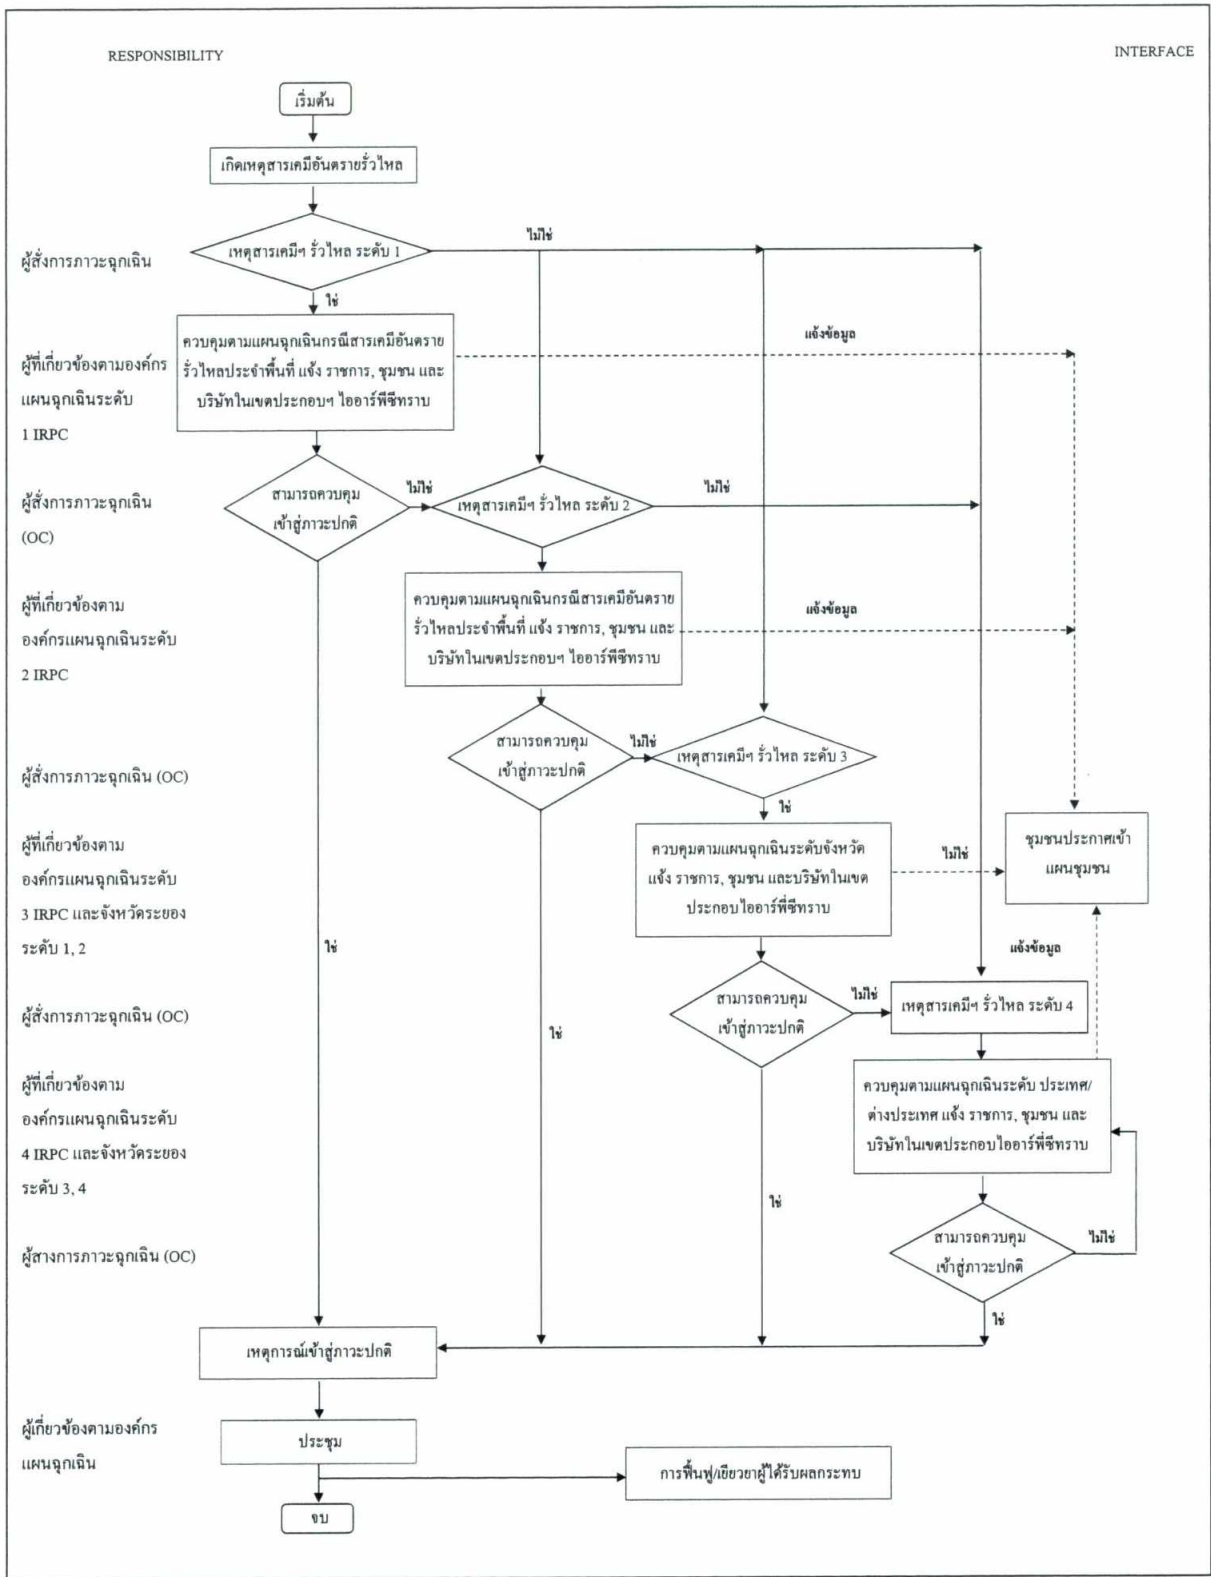 RESPONSIBILITY
INTERFACE
เริ่มต้น
เกิดเหตุสารเคมีอันตรายรั่วไหล
ผู้สั่งการภาวะฉุกเฉิน
เหตุสารเคมีฯ รั่วไหล ระดับ 1
ไม่ใช่
ใช่
ผู้ที่เกี่ยวข้องตามองค์กร
แผนฉุกเฉินระดับ
1 IRPC
ควบคุมตามแผนฉุกเฉินกรณีสารเคมีอันตราย
รั่วไหลประจำพื้นที่ แจ้ง ราชการ, ชุมชน และ
บริษัทในเขตประกอบฯ ไออาร์พีซีทราบ
แจ้งข้อมูล
ผู้สั่งการภาวะฉุกเฉิน
(OC)
สามารถควบคุม
เข้าสู่ภาวะปกติ
ไม่ใช่
เหตุสารเคมีฯ รั่วไหล ระดับ 2
ไม่ใช่
ผู้ที่เกี่ยวข้องตาม
องค์กรแผนฉุกเฉินระดับ
2 IRPC
ควบคุมตามแผนฉุกเฉินกรณีสารเคมีอันตราย
รั่วไหลประจำพื้นที่ แจ้ง ราชการ, ชุมชน และ
บริษัทในเขตประกอบฯ ไออาร์พีซีทราบ
แจ้งข้อมูล
ผู้สั่งการภาวะฉุกเฉิน (OC)
สามารถควบคุม
เข้าสู่ภาวะปกติ
ไม่ใช่
เหตุสารเคมีฯ รั่วไหล ระดับ 3
ใช่
ผู้ที่เกี่ยวข้องตาม
องค์กรแผนฉุกเฉินระดับ
3 IRPC และจังหวัดระยอง
ระดับ 1, 2
ใช่
ควบคุมตามแผนฉุกเฉินระดับจังหวัด
แจ้ง ราชการ, ชุมชน และบริษัทในเขต
ประกอบไออาร์พีซีทราบ
ไม่ใช่
ชุมชนประกาศเข้า
แผนชุมชน
แจ้งข้อมูล
ผู้สั่งการภาวะฉุกเฉิน (OC)
ใช่
สามารถควบคุม
เข้าสู่ภาวะปกติ
ไม่ใช่
เหตุสารเคมีฯ รั่วไหล ระดับ 4
ผู้ที่เกี่ยวข้องตาม
องค์กรแผนฉุกเฉินระดับ
4 IRPC และจังหวัดระยอง
ระดับ 3, 4
ควบคุมตามแผนฉุกเฉินระดับ ประเทศ/
ต่างประเทศ แจ้ง ราชการ, ชุมชน และ
บริษัทในเขตประกอบไออาร์พีซีทราบ
ใช่
ผู้สางการภาวะฉุกเฉิน (OC)
สามารถควบคุม
เข้าสู่ภาวะปกติ
ไม่ใช่
ใช่
เหตุการณ์เข้าสู่ภาวะปกติ
ผู้เกี่ยวข้องตามองค์กร
แผนฉุกเฉิน
ประชุม
การฟื้นฟู/เยียวยาผู้ได้รับผลกระทบ
จบ